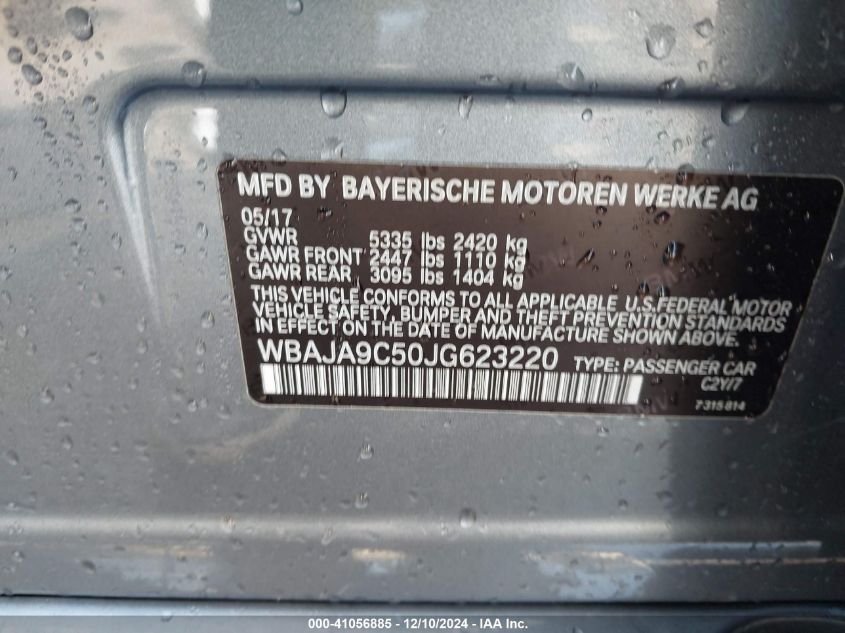 MFD BY BAYERISCHE MOTOREN WERKE AG
05/17
GVWR 5335 lbs 2420 kg
GAWR FRONT 2447 lbs 1110 kg
GAWR REAR 3095 lbs 1404 kg
THIS VEHICLE CONFORMS TO ALL APPLICABLE U.S.FEDERAL MOTOR
VEHICLE SAFETY, BUMPER AND THEFT PREVENTION STANDARDS
IN EFFECT ON THE DATE OF MANUFACTURE SHOWN ABOVE.
WBAJA9C50JG623220 TYPE: PASSENGER CAR
C2Y/7
7315814
000-41056885 - 12/10/2024 - IAA Inc.